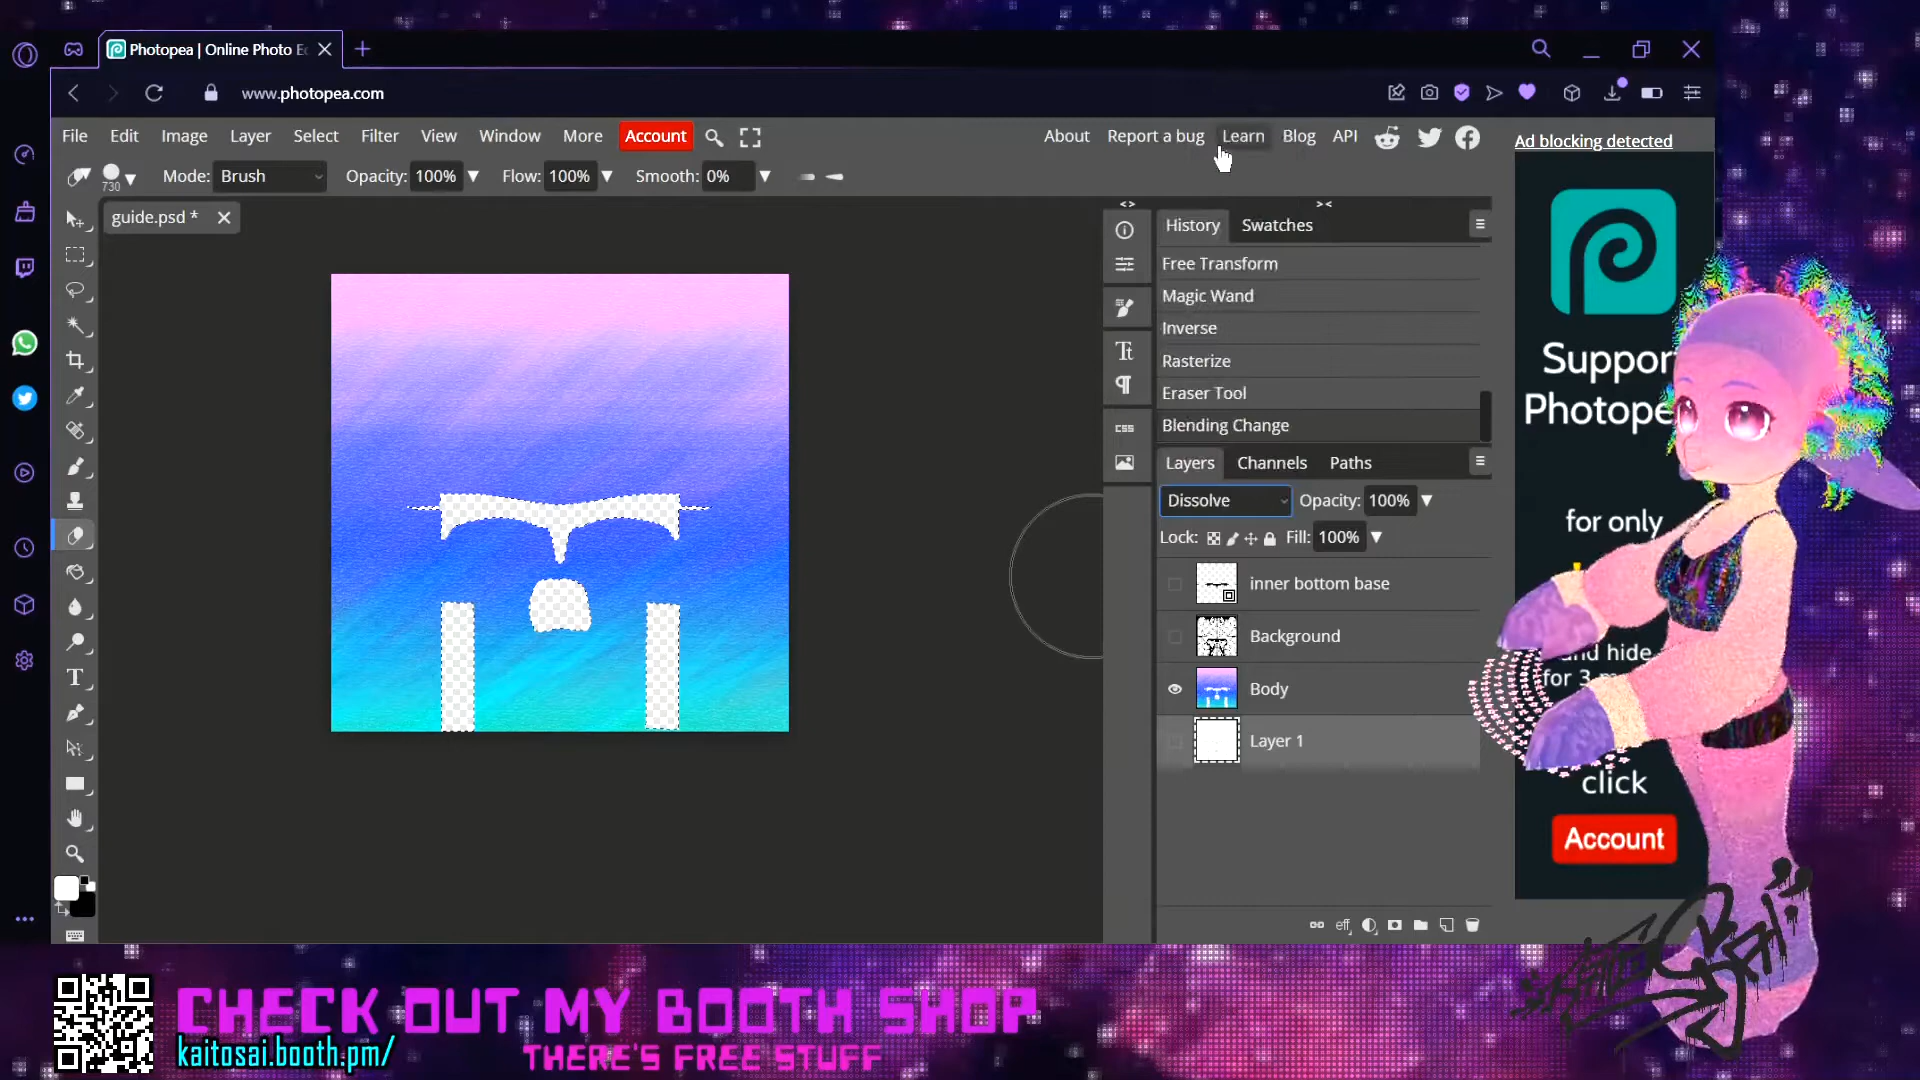 Photopea | Online Photo E
www.photopea.com
File Edit Image Layer Select Filter View Window More Account
About Report a bug Learn Blog API
Ad blocking detected
730 Mode: Brush Opacity: 100% Flow: 100% Smooth: 0%
guide.psd *
History Swatches
Free Transform
Magic Wand
Inverse
Rasterize
Eraser Tool
Blending Change
Layers Channels Paths
Dissolve Opacity: 100%
Lock: Fill: 100%
inner bottom base
Background
Body
Layer 1
CSS
eff
Suppor
Photope
for only
and hide
for 3 m
click
Account
CHECK OUT MY BOOTH SHOP
kaitosai.booth.pm/
THERE'S FREE STUFF